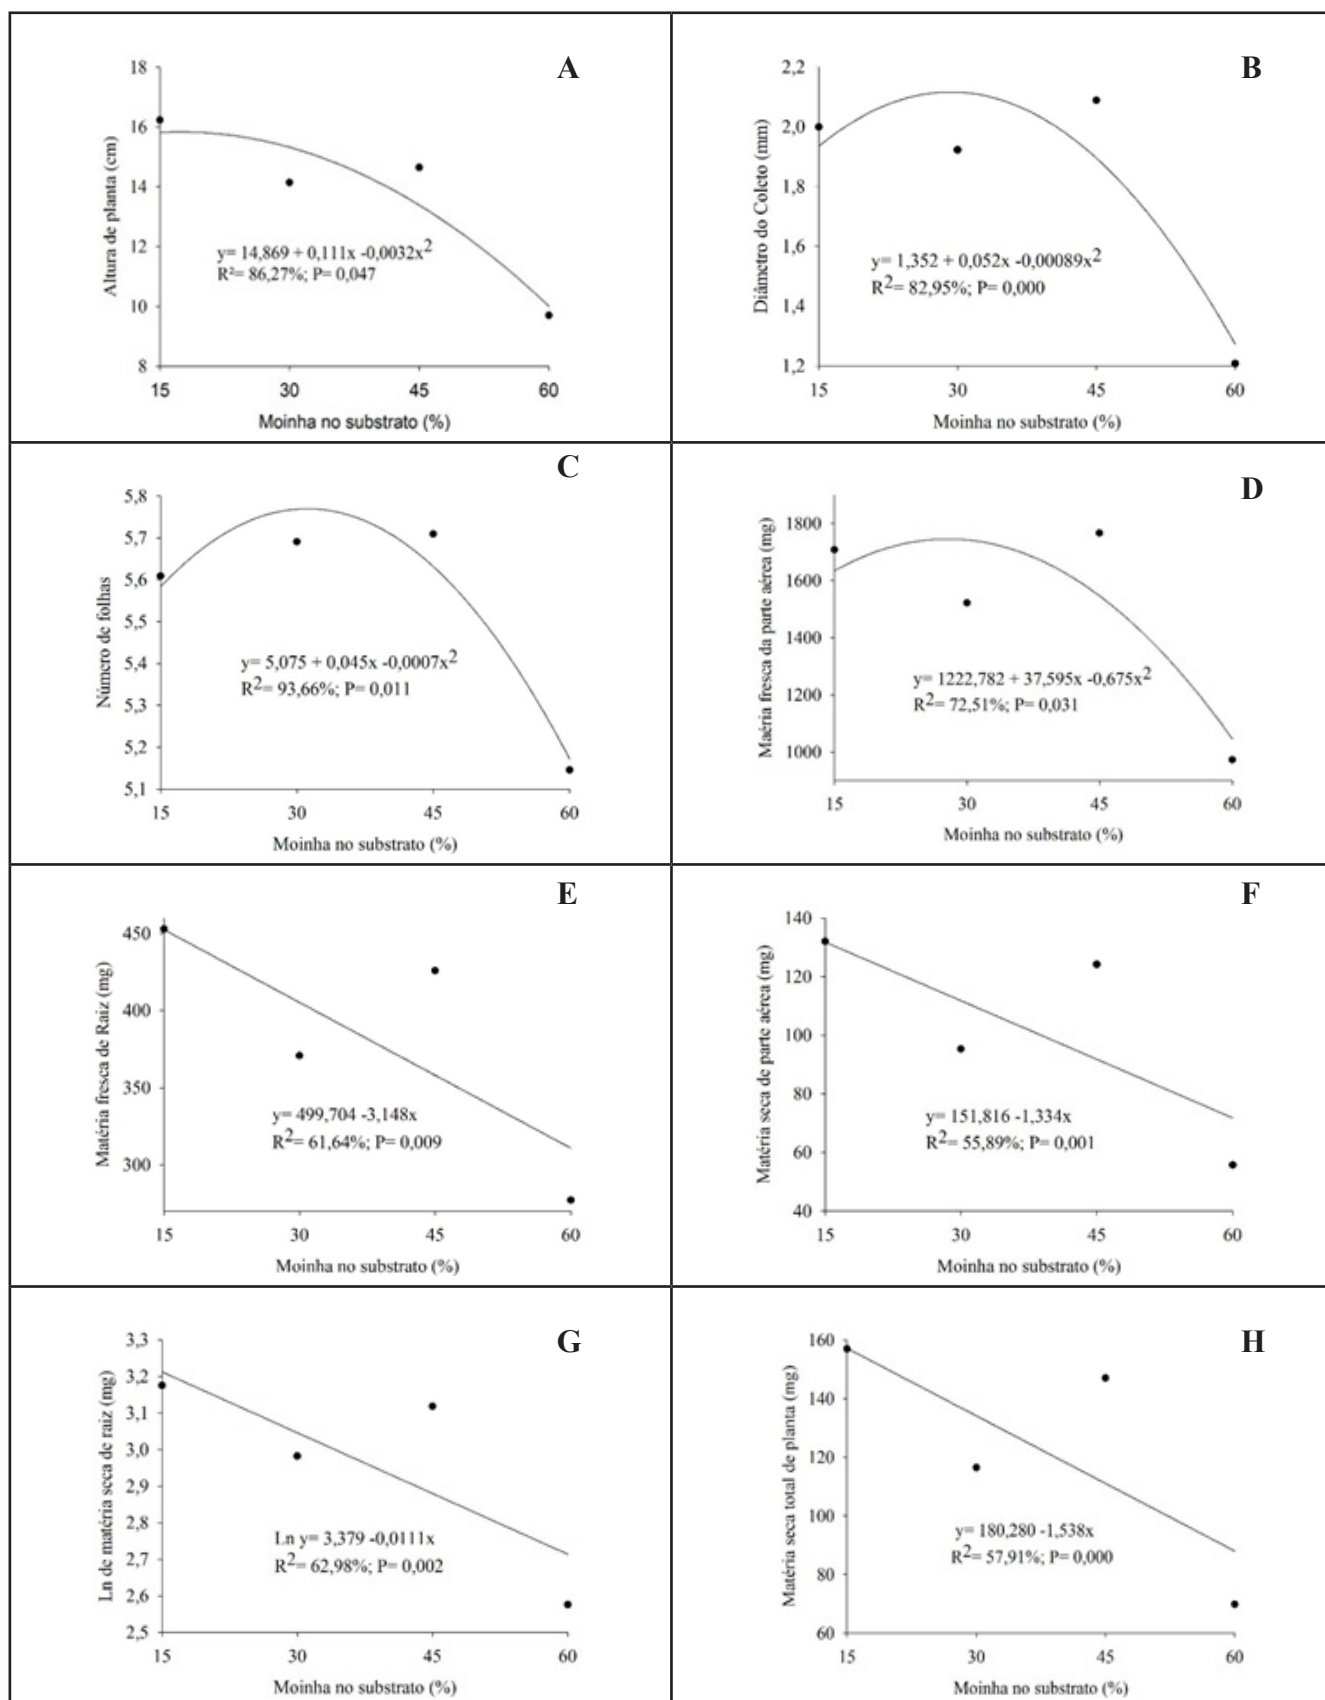 A
18
16
14
12
10
8
Altura de planta (cm)
y= 14,869 + 0,111x -0,0032x²
R²= 86,27%; P= 0,047
15 30 45 60
Moinha no substrato (%)
B
2,2
2,0
1,8
1,6
1,4
1,2
Diâmetro do Coleto (mm)
y= 1,352 + 0,052x -0,00089x²
R²= 82,95%; P= 0,000
15 30 45 60
Moinha no substrato (%)
C
5,8
5,7
5,6
5,5
5,4
5,3
5,2
5,1
Número de folhas
y= 5,075 + 0,045x -0,0007x²
R²= 93,66%; P= 0,011
15 30 45 60
Moinha no substrato (%)
D
1800
1600
1400
1200
1000
Maéria fresca da parte aérea (mg)
y= 1222,782 + 37,595x -0,675x²
R²= 72,51%; P= 0,031
15 30 45 60
Moinha no substrato (%)
E
450
400
350
300
Matéria fresca de Raiz (mg)
y= 499,704 -3,148x
R²= 61,64%; P= 0,009
15 30 45 60
Moinha no substrato (%)
F
140
120
100
80
60
40
Matéria seca de parte aérea (mg)
y= 151,816 -1,334x
R²= 55,89%; P= 0,001
15 30 45 60
Moinha no substrato (%)
G
3,3
3,2
3,1
3,0
2,9
2,8
2,7
2,6
2,5
Ln de matéria seca de raiz (mg)
Ln y= 3,379 -0,0111x
R²= 62,98%; P= 0,002
15 30 45 60
Moinha no substrato (%)
H
160
140
120
100
80
60
Matéria seca total de planta (mg)
y= 180,280 -1,538x
R²= 57,91%; P= 0,000
15 30 45 60
Moinha no substrato (%)